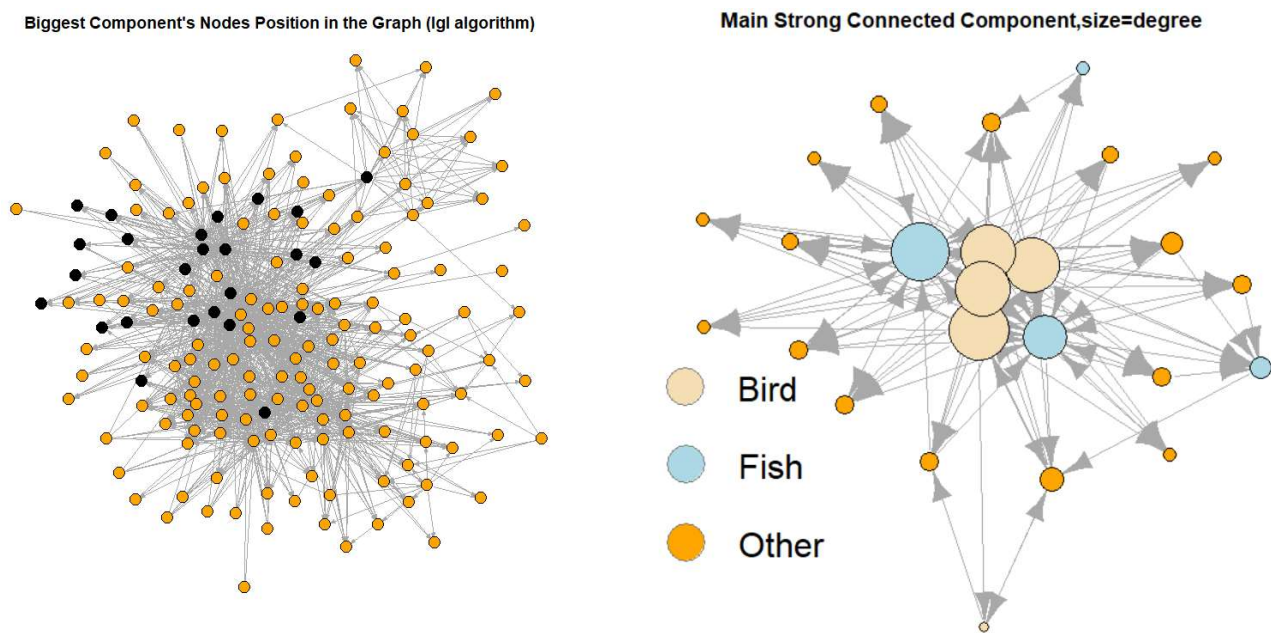 Biggest Component's Nodes Position in the Graph (lgl algorithm)
Main Strong Connected Component,size=degree
Bird
Fish
Other